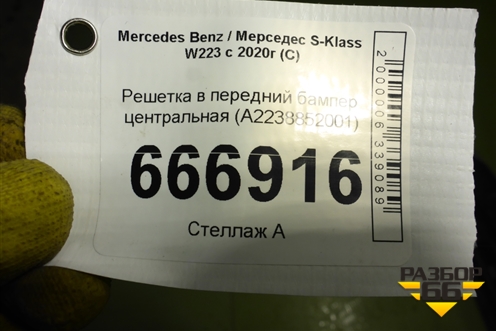 Mercedes Benz / Мерседес S-Klass
W223 с 2020г (С)
Решетка в передний бампер
центральная (A2238852001)
666916
Стеллаж А
2000006339089
РАЗБОР
66